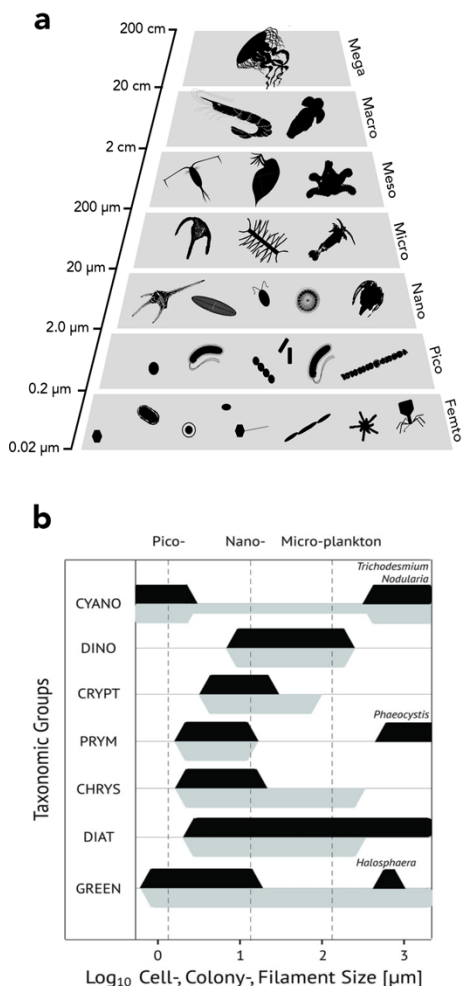 a
200 cm
Mega
20 cm
Macro
2 cm
Meso
200 µm
Micro
20 µm
Nano
2.0 µm
Pico
0.2 µm
Femto
0.02 µm
b
Pico- Nano- Micro-plankton
Trichodesmium
Nodularia
CYANO
DINO
CRYPT
Phaeocystis
PRYM
CHRYS
DIAT
Halosphaera
GREEN
Taxonomic Groups
0 1 2 3
Log₁₀ Cell-, Colony-, Filament Size [µm]